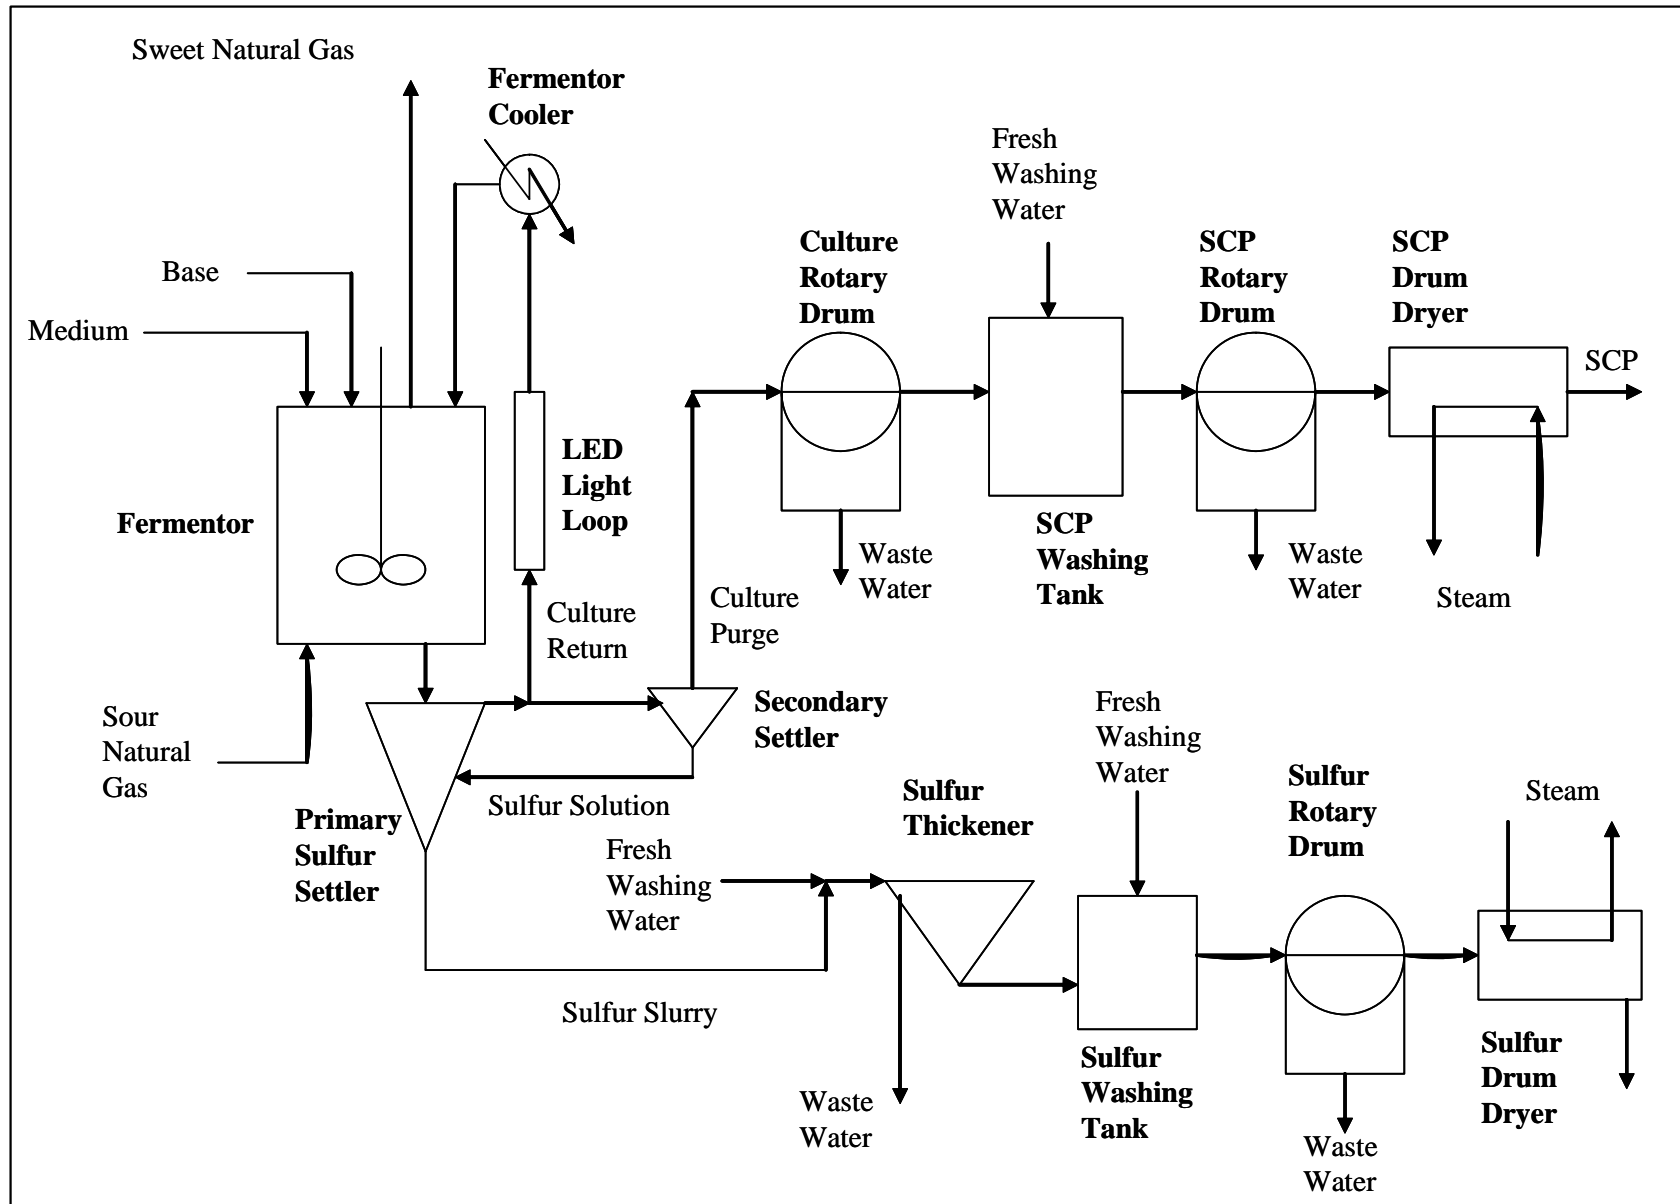 Sweet Natural Gas
Fermentor
Cooler
Fresh
Washing
Water
Culture
Rotary
Drum
SCP
Rotary
Drum
SCP
Drum
Dryer
Base
Medium
SCP
LED
Light
Loop
Fermentor
SCP
Washing
Tank
Waste
Water
Waste
Water
Steam
Culture
Purge
Culture
Return
Sour
Natural
Gas
Secondary
Settler
Fresh
Washing
Water
Sulfur Solution
Sulfur
Thickener
Sulfur
Rotary
Drum
Steam
Primary
Sulfur
Settler
Fresh
Washing
Water
Sulfur Slurry
Sulfur
Washing
Tank
Sulfur
Drum
Dryer
Waste
Water
Waste
Water